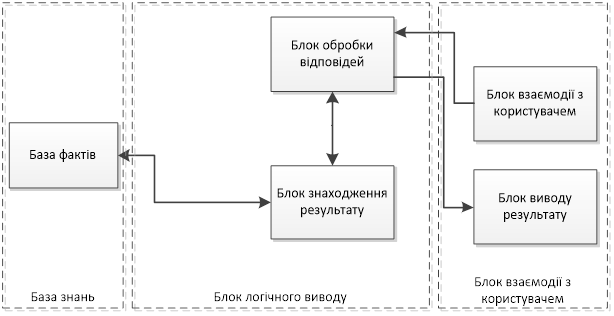 Блок обробки
відповідей
Блок взаємодії з
користувачем
База фактів
Блок знаходження
результату
Блок виводу
результату
База знань
Блок логічного виводу
Блок взаємодії з
користувачем